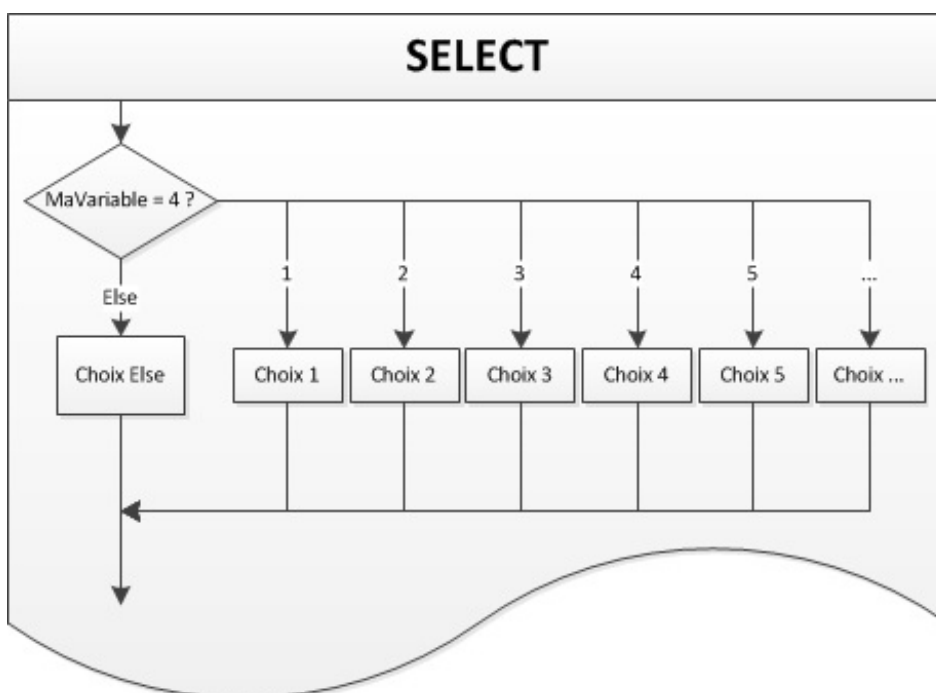 SELECT
MaVariable = 4 ?
1 2 3 4 5 ...
Else
Choix Else Choix 1 Choix 2 Choix 3 Choix 4 Choix 5 Choix ...